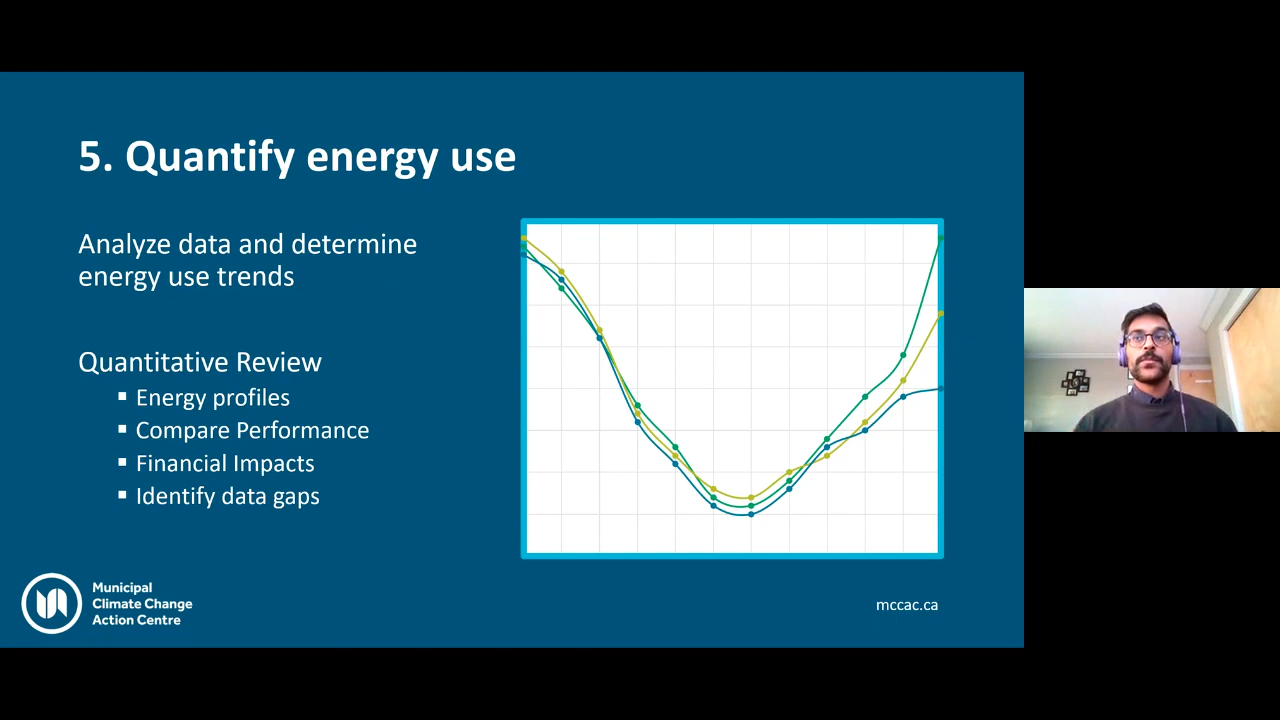 5. Quantify energy use
Analyze data and determine
energy use trends
Quantitative Review
▪ Energy profiles
▪ Compare Performance
▪ Financial Impacts
▪ Identify data gaps
Municipal
Climate Change
Action Centre
mccac.ca